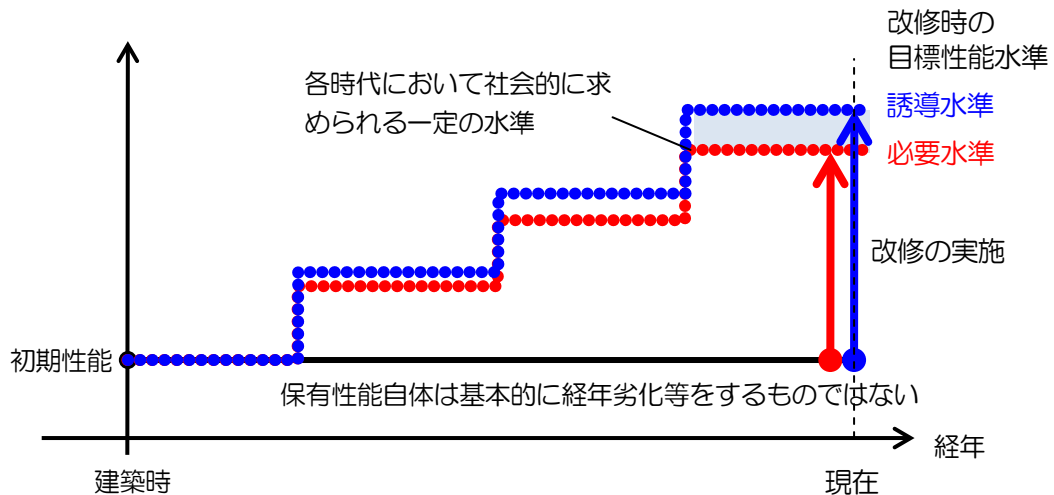 改修時の
目標性能水準
各時代において社会的に求
められる一定の水準
誘導水準
必要水準
改修の実施
初期性能
保有性能自体は基本的に経年劣化等をするものではない
経年
建築時
現在